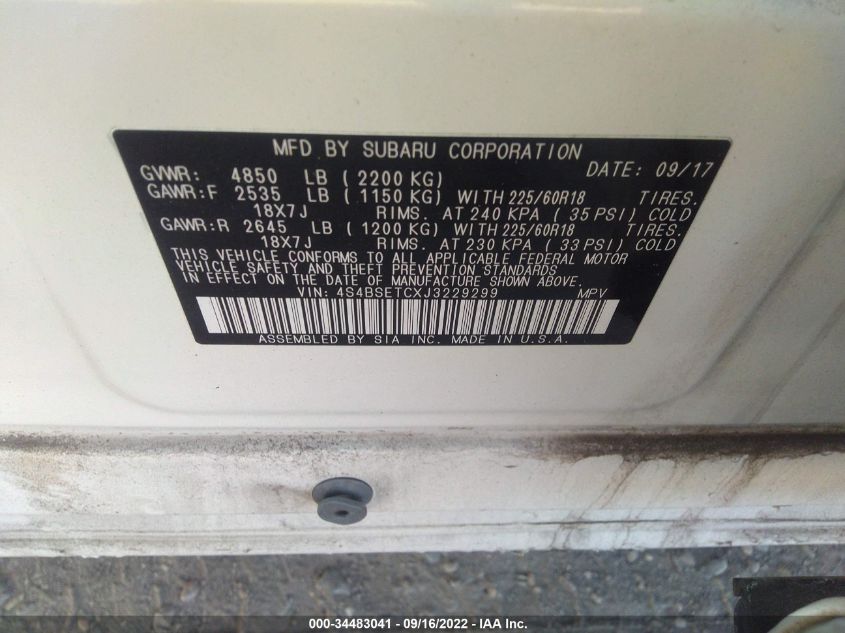 MFD BY SUBARU CORPORATION
DATE: 09/17
GVWR: 4850 LB (2200 KG)
GAWR:F 2535 LB (1150 KG) WITH 225/60R18 TIRES.
18X7J RIMS. AT 240 KPA (35 PSI) COLD
GAWR:R 2645 LB (1200 KG) WITH 225/60R18 TIRES.
18X7J RIMS. AT 230 KPA (33 PSI) COLD
THIS VEHICLE CONFORMS TO ALL APPLICABLE FEDERAL MOTOR
VEHICLE SAFETY AND THEFT PREVENTION STANDARDS
IN EFFECT ON THE DATE OF MANUFACTURE SHOWN ABOVE.
VIN: 4S4BSETCXJ3229299 MPV
ASSEMBLED BY SIA INC. MADE IN U.S.A.
000-34483041 - 09/16/2022 - IAA Inc.